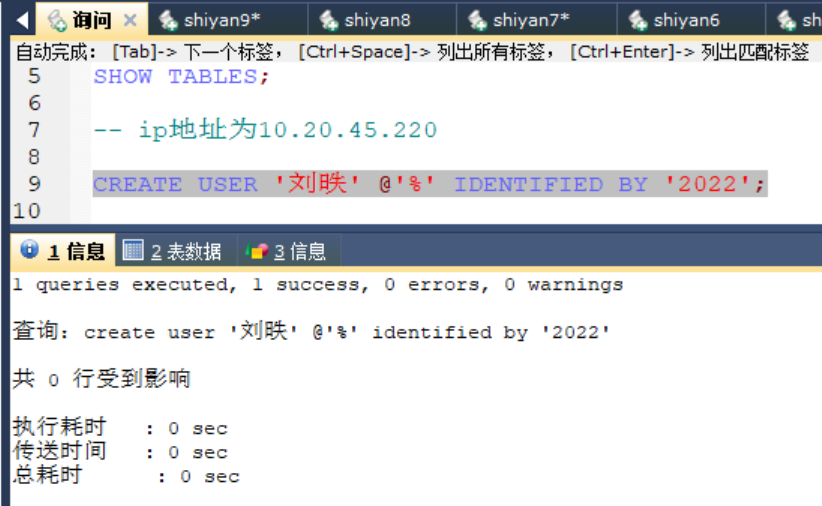 询问 × shiyan9* shiyan8 shiyan7* shiyan6 sh
自动完成： [Tab]-> 下一个标签， [Ctrl+Space]-> 列出所有标签， [Ctrl+Enter]-> 列出匹配标签
5 SHOW TABLES;
6
7 -- ip地址为10.20.45.220
8
9 CREATE USER '刘昳' @'%' IDENTIFIED BY '2022';
10
1 信息 2 表数据 3 信息
1 queries executed, 1 success, 0 errors, 0 warnings
查询：create user '刘昳' @'%' identified by '2022'
共 0 行受到影响
执行耗时 : 0 sec
传送时间 : 0 sec
总耗时 : 0 sec